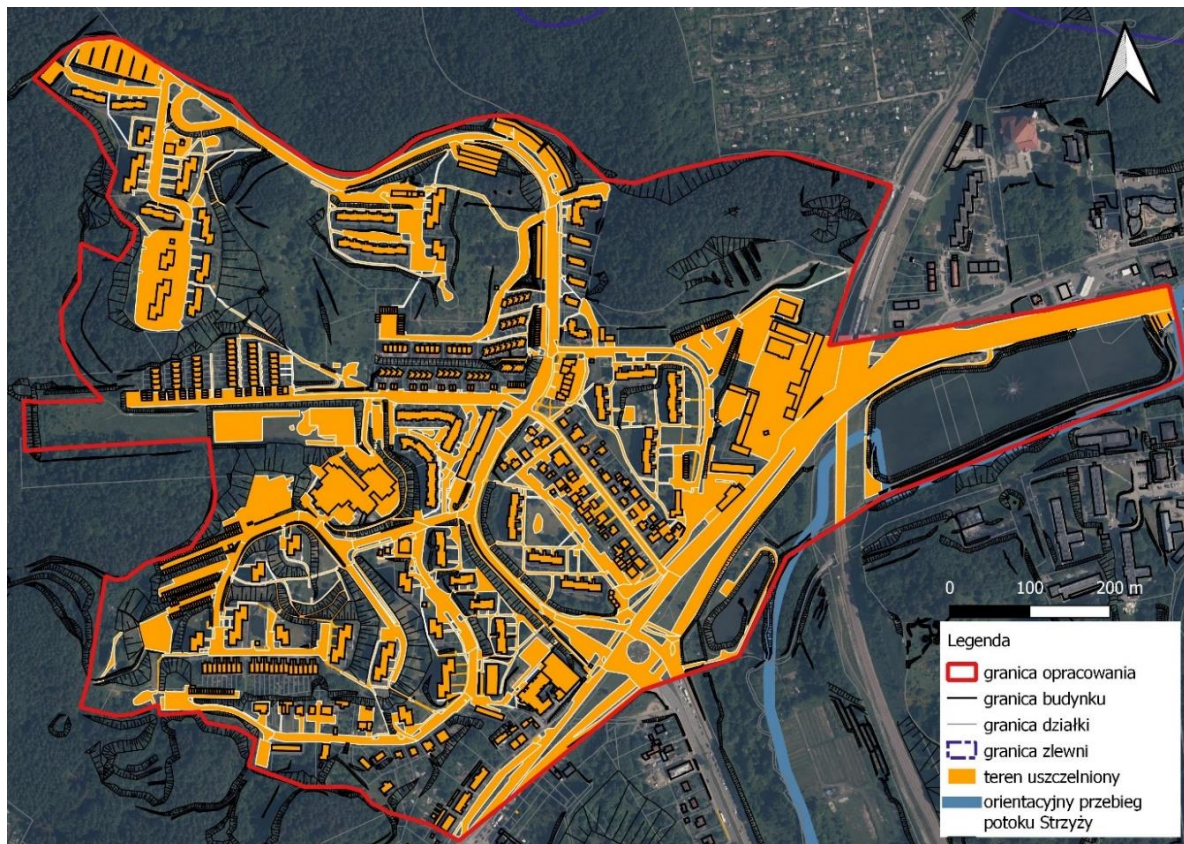 0 100 200 m
Legenda
granica opracowania
granica budynku
granica działki
granica zlewni
teren uszczelniony
orientacyjny przebieg
potoku Strzyży